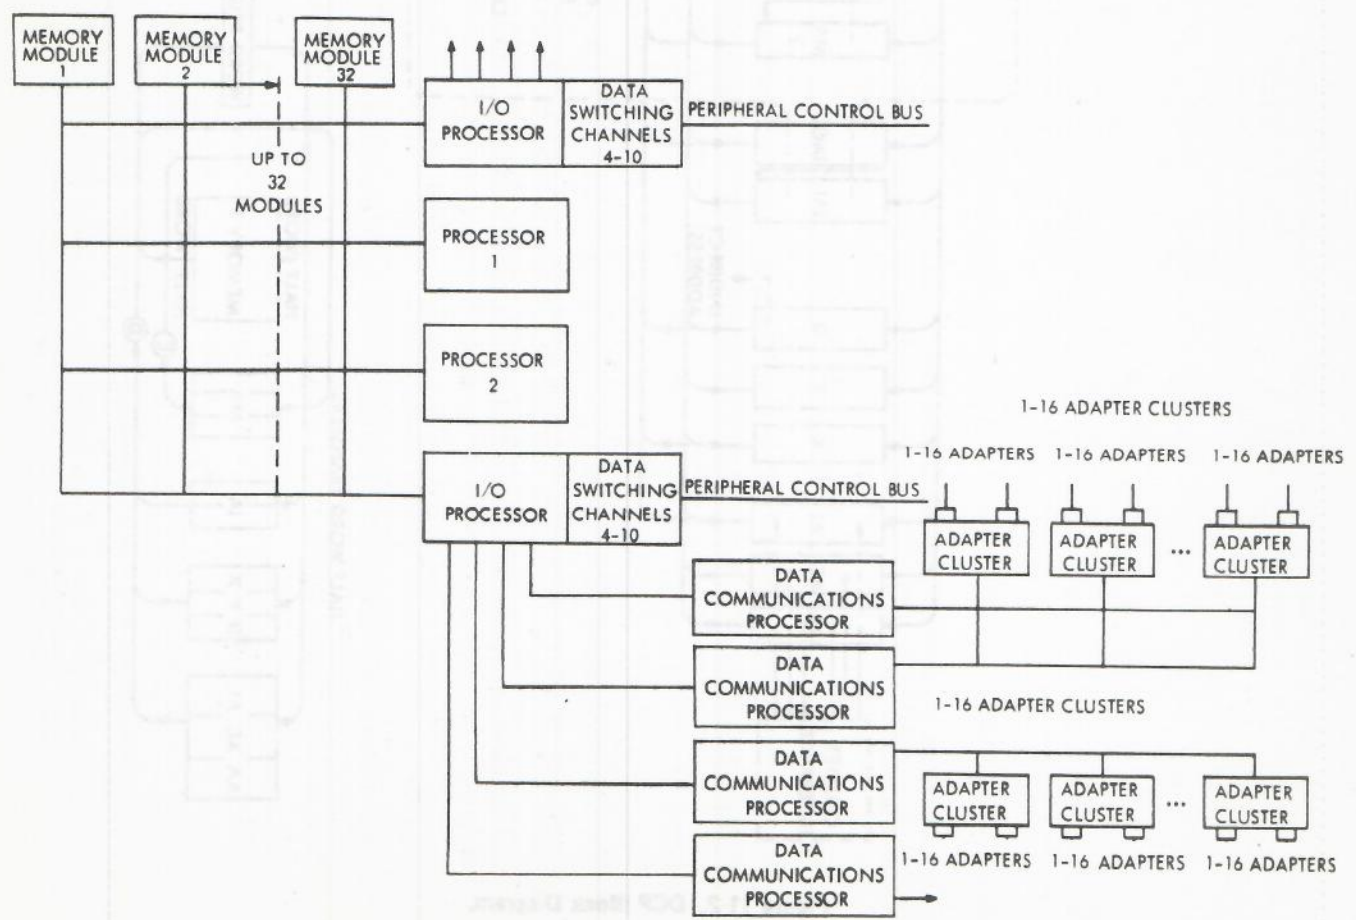 MEMORY
MODULE
1
MEMORY
MODULE
2
MEMORY
MODULE
32
UP TO
32
MODULES
I/O
PROCESSOR
DATA
SWITCHING
CHANNELS
4-10
PERIPHERAL CONTROL BUS
PROCESSOR
1
PROCESSOR
2
I/O
PROCESSOR
DATA
SWITCHING
CHANNELS
4-10
PERIPHERAL CONTROL BUS
1-16 ADAPTER CLUSTERS
1-16 ADAPTERS
1-16 ADAPTERS
1-16 ADAPTERS
ADAPTER
CLUSTER
ADAPTER
CLUSTER
...
ADAPTER
CLUSTER
DATA
COMMUNICATIONS
PROCESSOR
DATA
COMMUNICATIONS
PROCESSOR
1-16 ADAPTER CLUSTERS
DATA
COMMUNICATIONS
PROCESSOR
ADAPTER
CLUSTER
ADAPTER
CLUSTER
...
ADAPTER
CLUSTER
1-16 ADAPTERS
1-16 ADAPTERS
1-16 ADAPTERS
DATA
COMMUNICATIONS
PROCESSOR